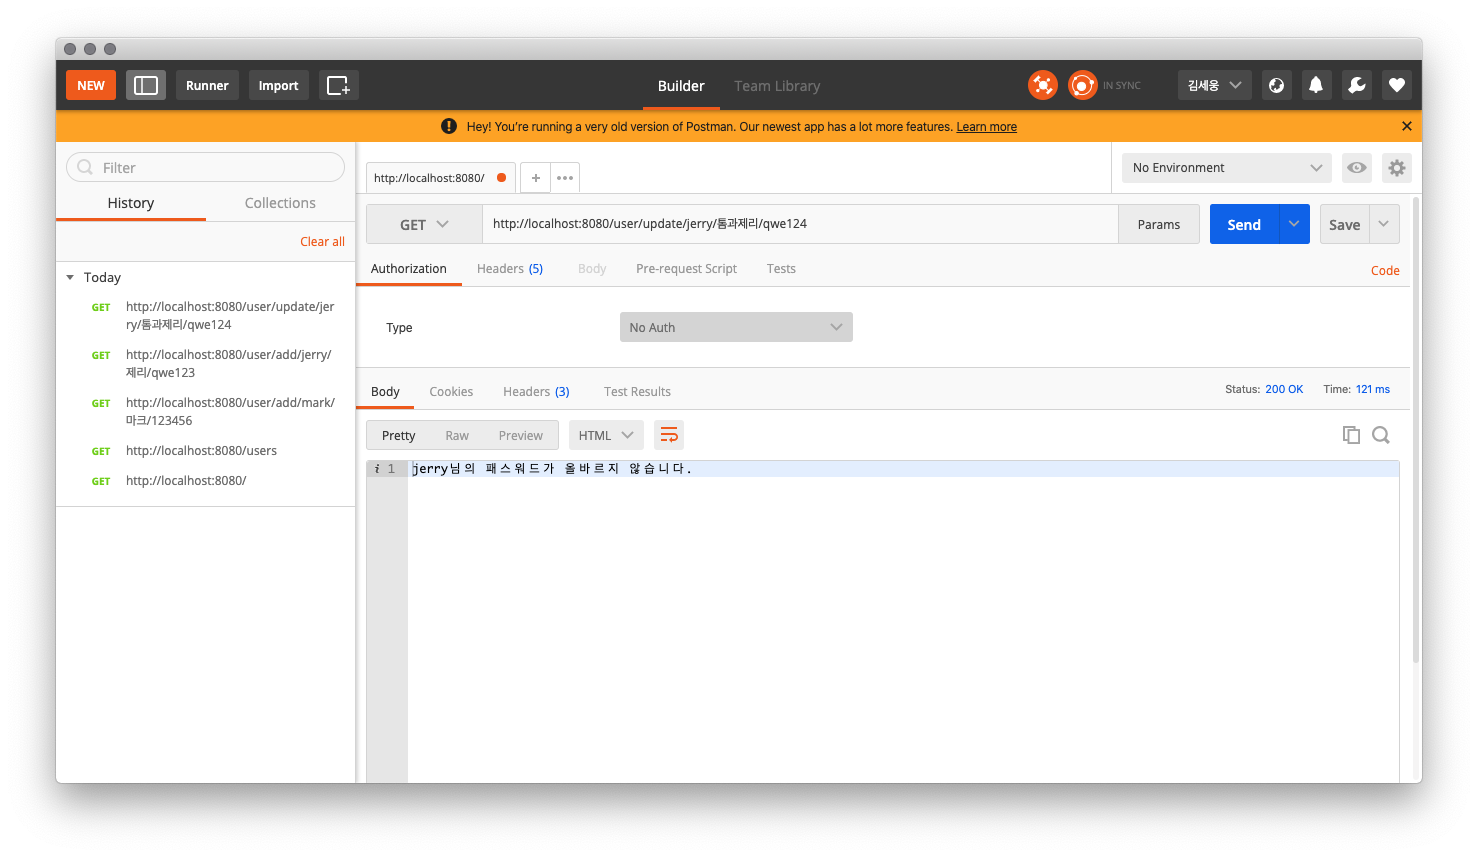 NEW
Runner
Import
Builder
Team Library
IN SYNC
김세웅
Hey! You're running a very old version of Postman. Our newest app has a lot more features. Learn more
Filter
History
Collections
Clear all
Today
GET http://localhost:8080/user/update/jer
ry/톰과제리/qwe124
GET http://localhost:8080/user/add/jerry/
제리/qwe123
GET http://localhost:8080/user/add/mark/
마크/123456
GET http://localhost:8080/users
GET http://localhost:8080/
http://localhost:8080/
No Environment
GET
http://localhost:8080/user/update/jerry/톰과제리/qwe124
Params
Send
Save
Authorization
Headers (5)
Body
Pre-request Script
Tests
Code
Type
No Auth
Body
Cookies
Headers (3)
Test Results
Status: 200 OK
Time: 121 ms
Pretty
Raw
Preview
HTML
i 1 jerry님의 패스워드가 올바르지 않습니다.